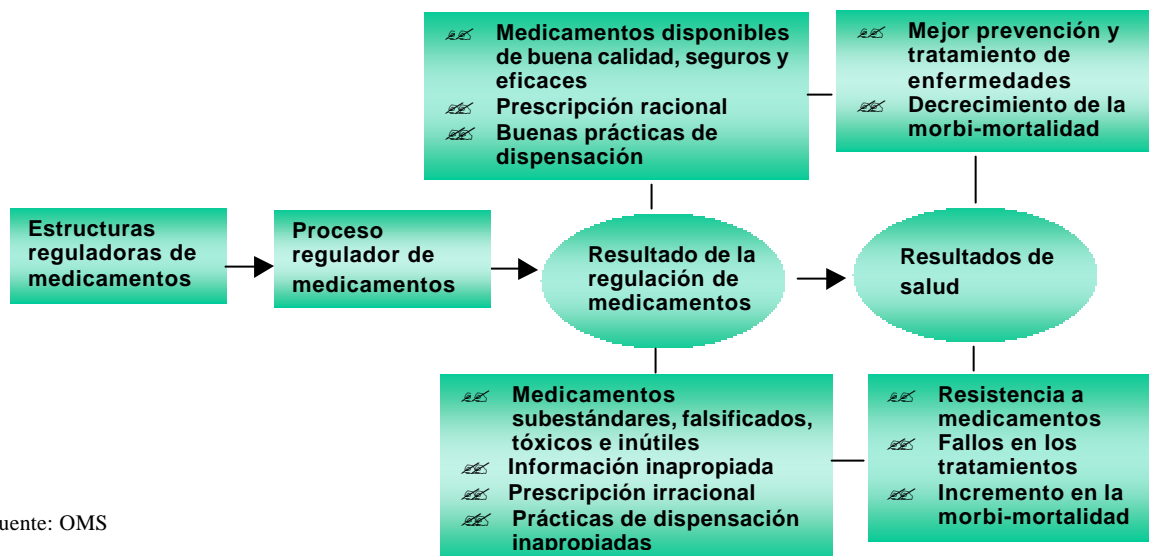 Medicamentos disponibles
de buena calidad, seguros y
eficaces
Prescripción racional
Buenas prácticas de
dispensación
Mejor prevención y
tratamiento de
enfermedades
Decrecimiento de la
morbi-mortalidad
Estructuras
reguladoras de
medicamentos
Proceso
regulador de
medicamentos
Resultado de la
regulación de
medicamentos
Resultados de
salud
Medicamentos
subestándares, falsificados,
tóxicos e inútiles
Información inapropiada
Prescripción irracional
Prácticas de dispensación
inapropiadas
Resistencia a
medicamentos
Fallos en los
tratamientos
Incremento en la
morbi-mortalidad
uente: OMS